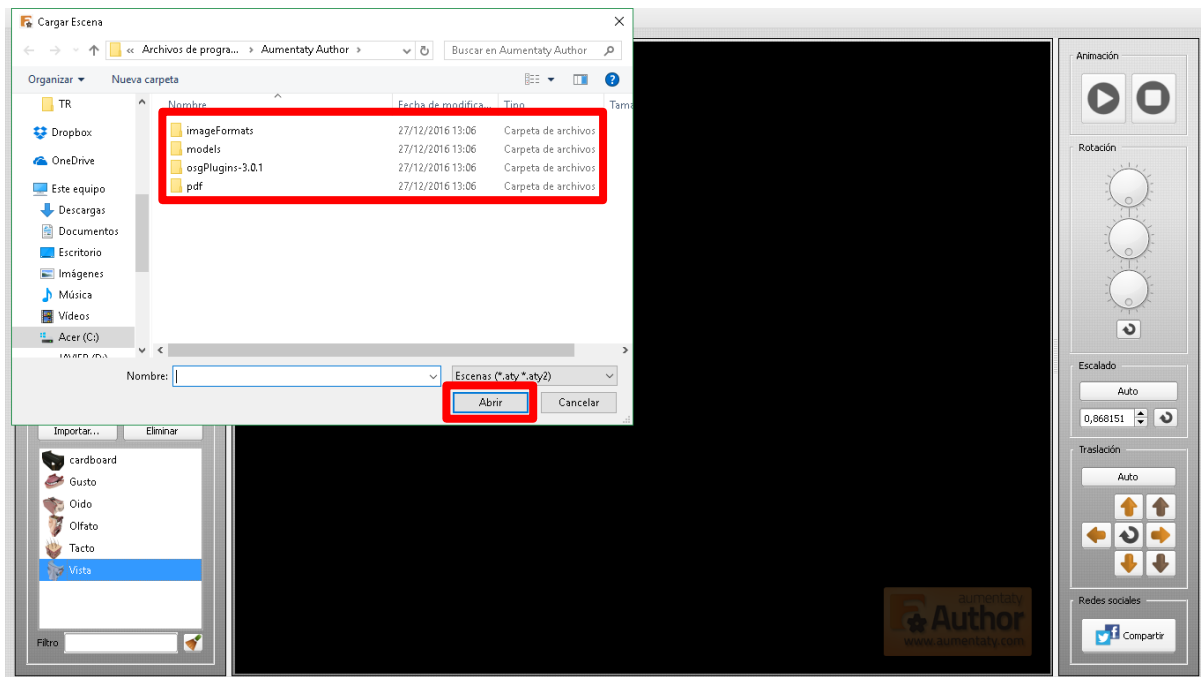 Cargar Escena
« Archivos de progra... > Aumentaty Author >
Buscar en Aumentaty Author
Organizar
Nueva carpeta
TR
Dropbox
OneDrive
Este equipo
Descargas
Documentos
Escritorio
Imágenes
Música
Vídeos
Acer (C:)
JAVIER (D:)
Nombre Fecha de modifica... Tipo Tama
imageFormats 27/12/2016 13:06 Carpeta de archivos
models 27/12/2016 13:06 Carpeta de archivos
osgPlugins-3.0.1 27/12/2016 13:06 Carpeta de archivos
pdf 27/12/2016 13:06 Carpeta de archivos
Nombre:
Escenas (*.aty *.aty2)
Abrir
Cancelar
Importar...
Eliminar
cardboard
Gusto
Oido
Olfato
Tacto
Vista
Filtro
aumentaty
Author
www.aumentaty.com
Animación
Rotación
Escalado
Auto
0,868151
Traslación
Auto
Redes sociales
Compartir